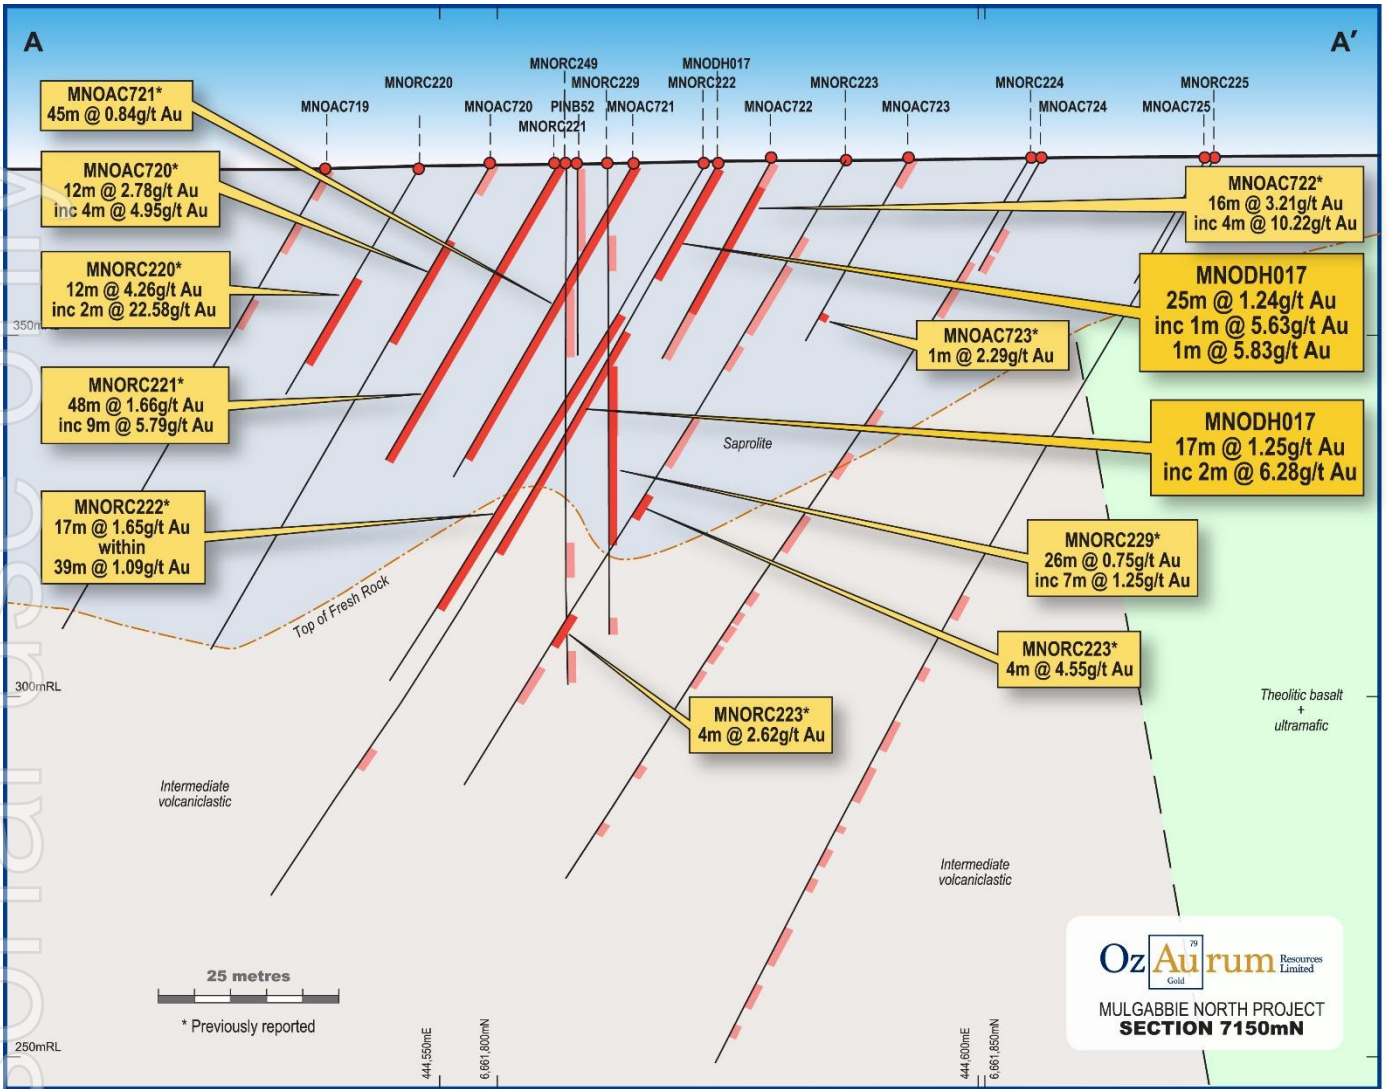 A
A′
MNORC249
MNODH017
MNORC220
MNORC229
MNORC222
MNORC223
MNORC224
MNORC225
MNOAC719
MNOAC720
PINB52
MNOAC721
MNOAC722
MNOAC723
MNOAC724
MNOAC725
MNORC221
MNOAC721*
45m @ 0.84g/t Au
MNOAC720*
12m @ 2.78g/t Au
inc 4m @ 4.95g/t Au
MNORC220*
12m @ 4.26g/t Au
inc 2m @ 22.58g/t Au
MNORC221*
48m @ 1.66g/t Au
inc 9m @ 5.79g/t Au
MNORC222*
17m @ 1.65g/t Au
within
39m @ 1.09g/t Au
MNOAC722*
16m @ 3.21g/t Au
inc 4m @ 10.22g/t Au
MNODH017
25m @ 1.24g/t Au
inc 1m @ 5.63g/t Au
1m @ 5.83g/t Au
MNOAC723*
1m @ 2.29g/t Au
MNODH017
17m @ 1.25g/t Au
inc 2m @ 6.28g/t Au
MNORC229*
26m @ 0.75g/t Au
inc 7m @ 1.25g/t Au
MNORC223*
4m @ 4.55g/t Au
MNORC223*
4m @ 2.62g/t Au
350mRL
300mRL
250mRL
Saprolite
Top of Fresh Rock
Intermediate
volcaniclastic
Intermediate
volcaniclastic
Theolitic basalt
+
ultramafic
25 metres
* Previously reported
444,550mE
6,661,800mN
444,600mE
6,661,850mN
79
Oz Aurum Resources
Limited
Gold
MULGABBIE NORTH PROJECT
SECTION 7150mN